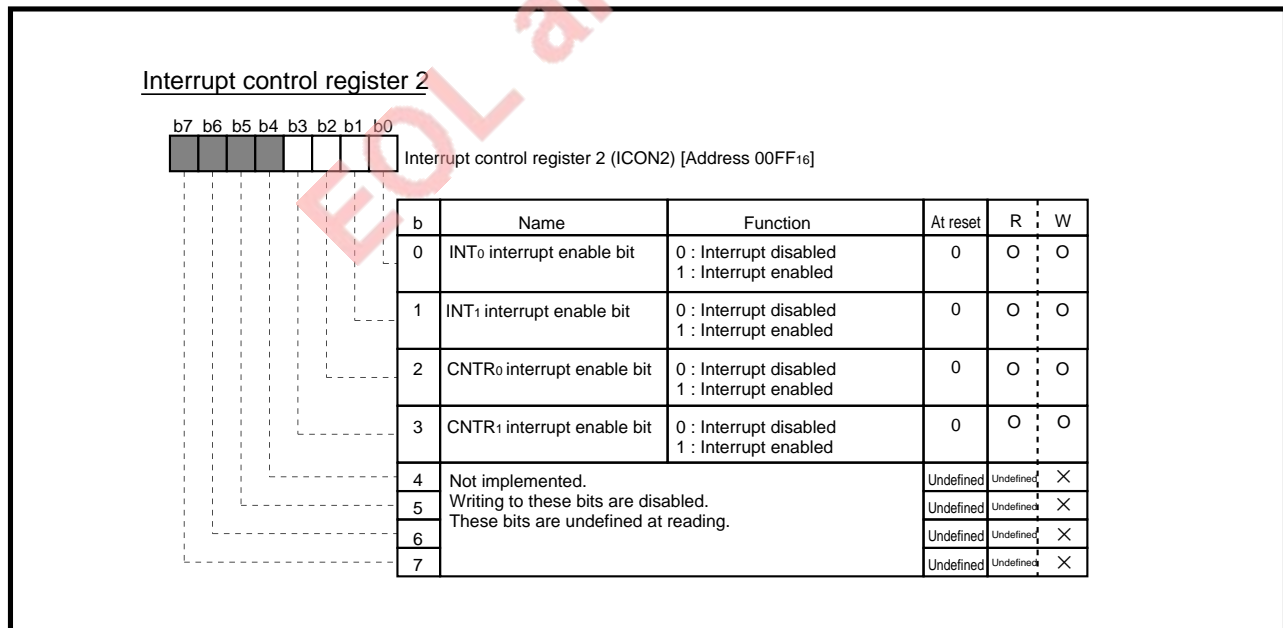 EOL a
Interrupt control register 2
b7 b6 b5 b4 b3 b2 b1 b0
Interrupt control register 2 (ICON2) [Address 00FF16]
b Name Function At reset R W
0 INT0 interrupt enable bit 0 : Interrupt disabled 0 O O
1 : Interrupt enabled
1 INT1 interrupt enable bit 0 : Interrupt disabled 0 O O
1 : Interrupt enabled
2 CNTR0 interrupt enable bit 0 : Interrupt disabled 0 O O
1 : Interrupt enabled
3 CNTR1 interrupt enable bit 0 : Interrupt disabled 0 O O
1 : Interrupt enabled
4 Not implemented. Undefined Undefined ×
5 Writing to these bits are disabled. Undefined Undefined ×
These bits are undefined at reading.
6 Undefined Undefined ×
7 Undefined Undefined ×